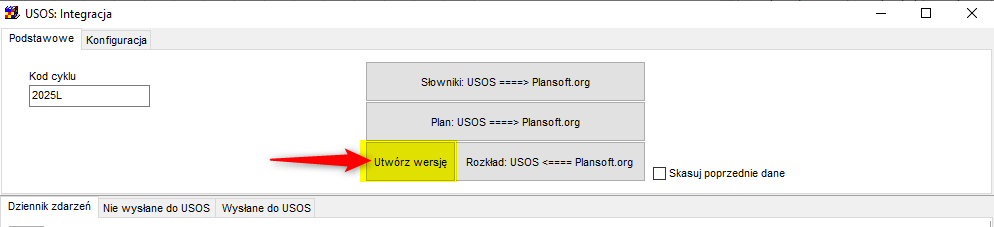 USOS: Integracja
Podstawowe Konfiguracja
Kod cyklu
2025L
Słowniki: USOS ====> Plansoft.org
Plan: USOS ====> Plansoft.org
Utwórz wersję Rozkład: USOS <==== Plansoft.org
Skasuj poprzednie dane
Dziennik zdarzeń Nie wysłane do USOS Wysłane do USOS